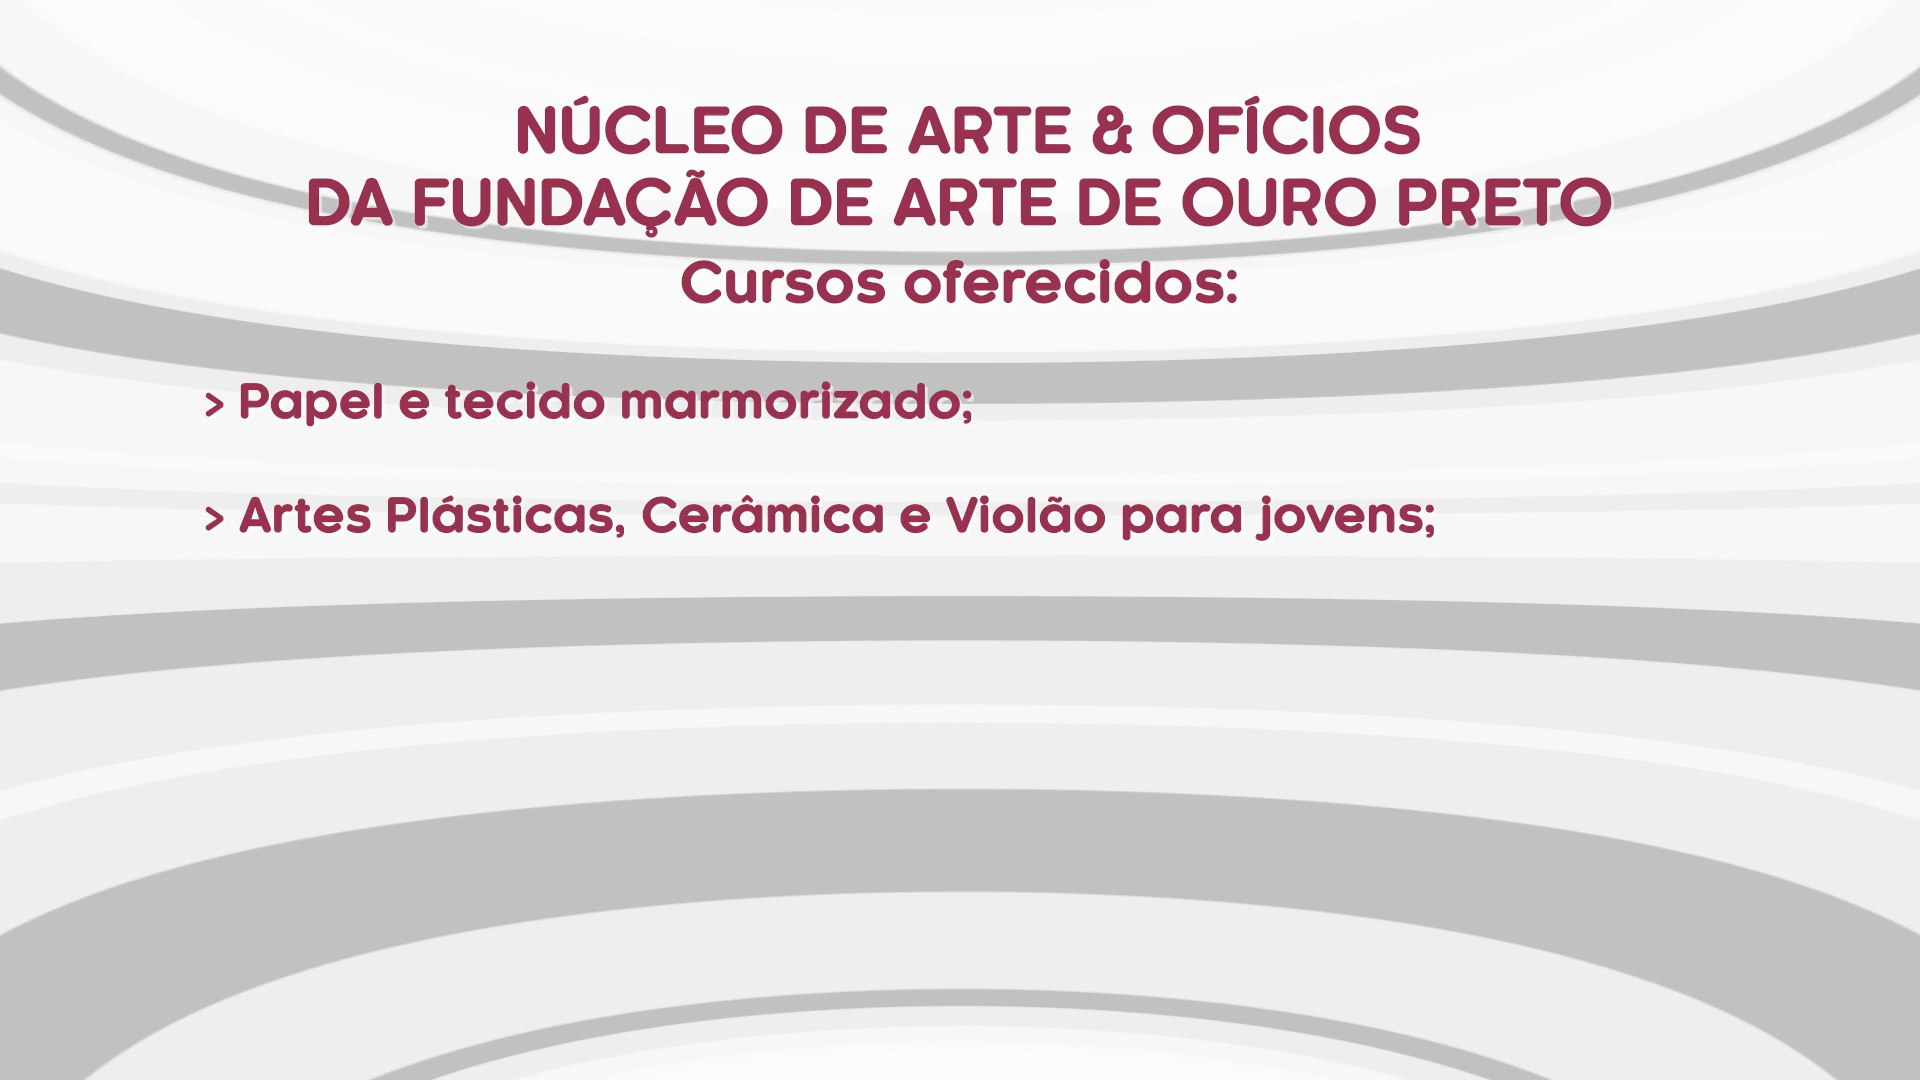 NÚCLEO DE ARTE & OFÍCIOS
DA FUNDAÇÃO DE ARTE DE OURO PRETO
Cursos oferecidos:
> Papel e tecido marmorizado;
> Artes Plásticas, Cerâmica e Violão para jovens;